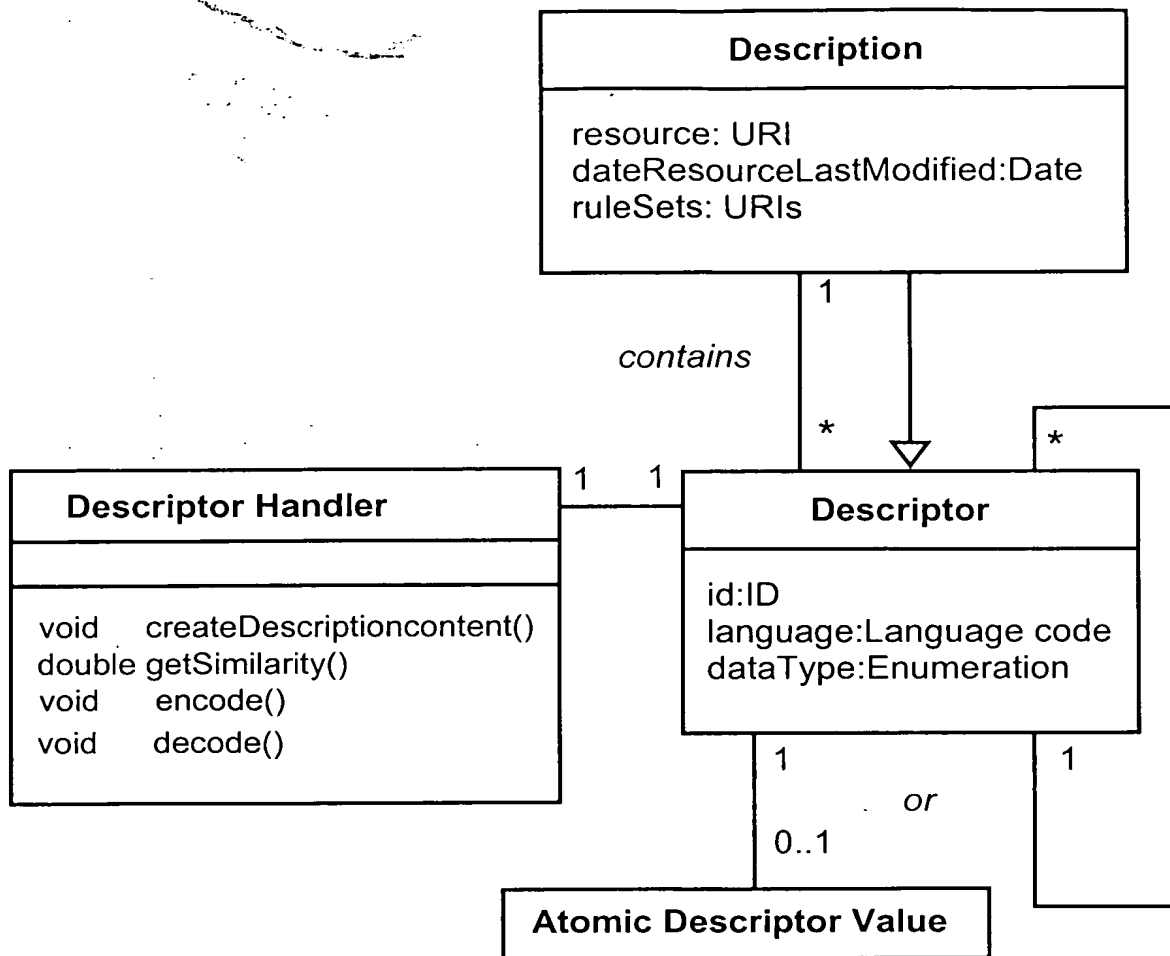 Description
resource: URI
dateResourceLastModified:Date
ruleSets: URIs
1
contains
*
*
Descriptor Handler
1
1
Descriptor
void createDescriptioncontent()
double getSimilarity()
void encode()
void decode()
id:ID
language:Language code
dataType:Enumeration
1
1
or
0..1
Atomic Descriptor Value